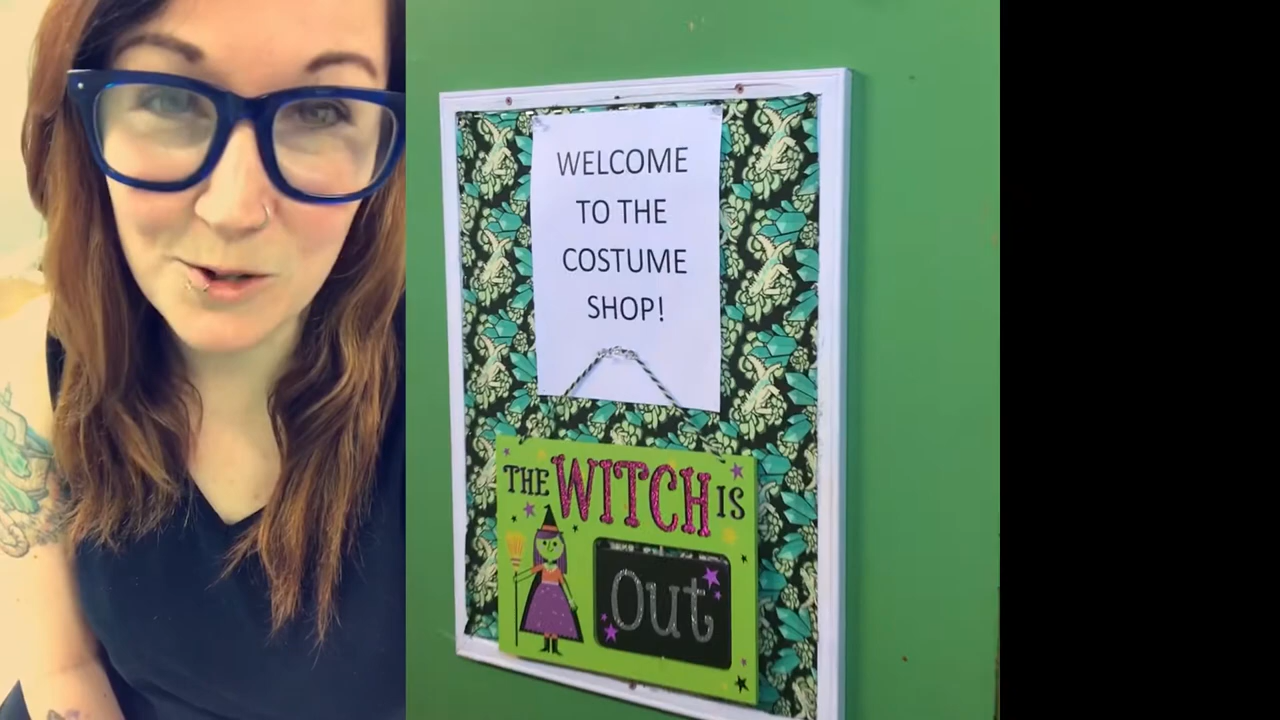 WELCOME
TO THE
COSTUME
SHOP!
THE WITCH IS
Out